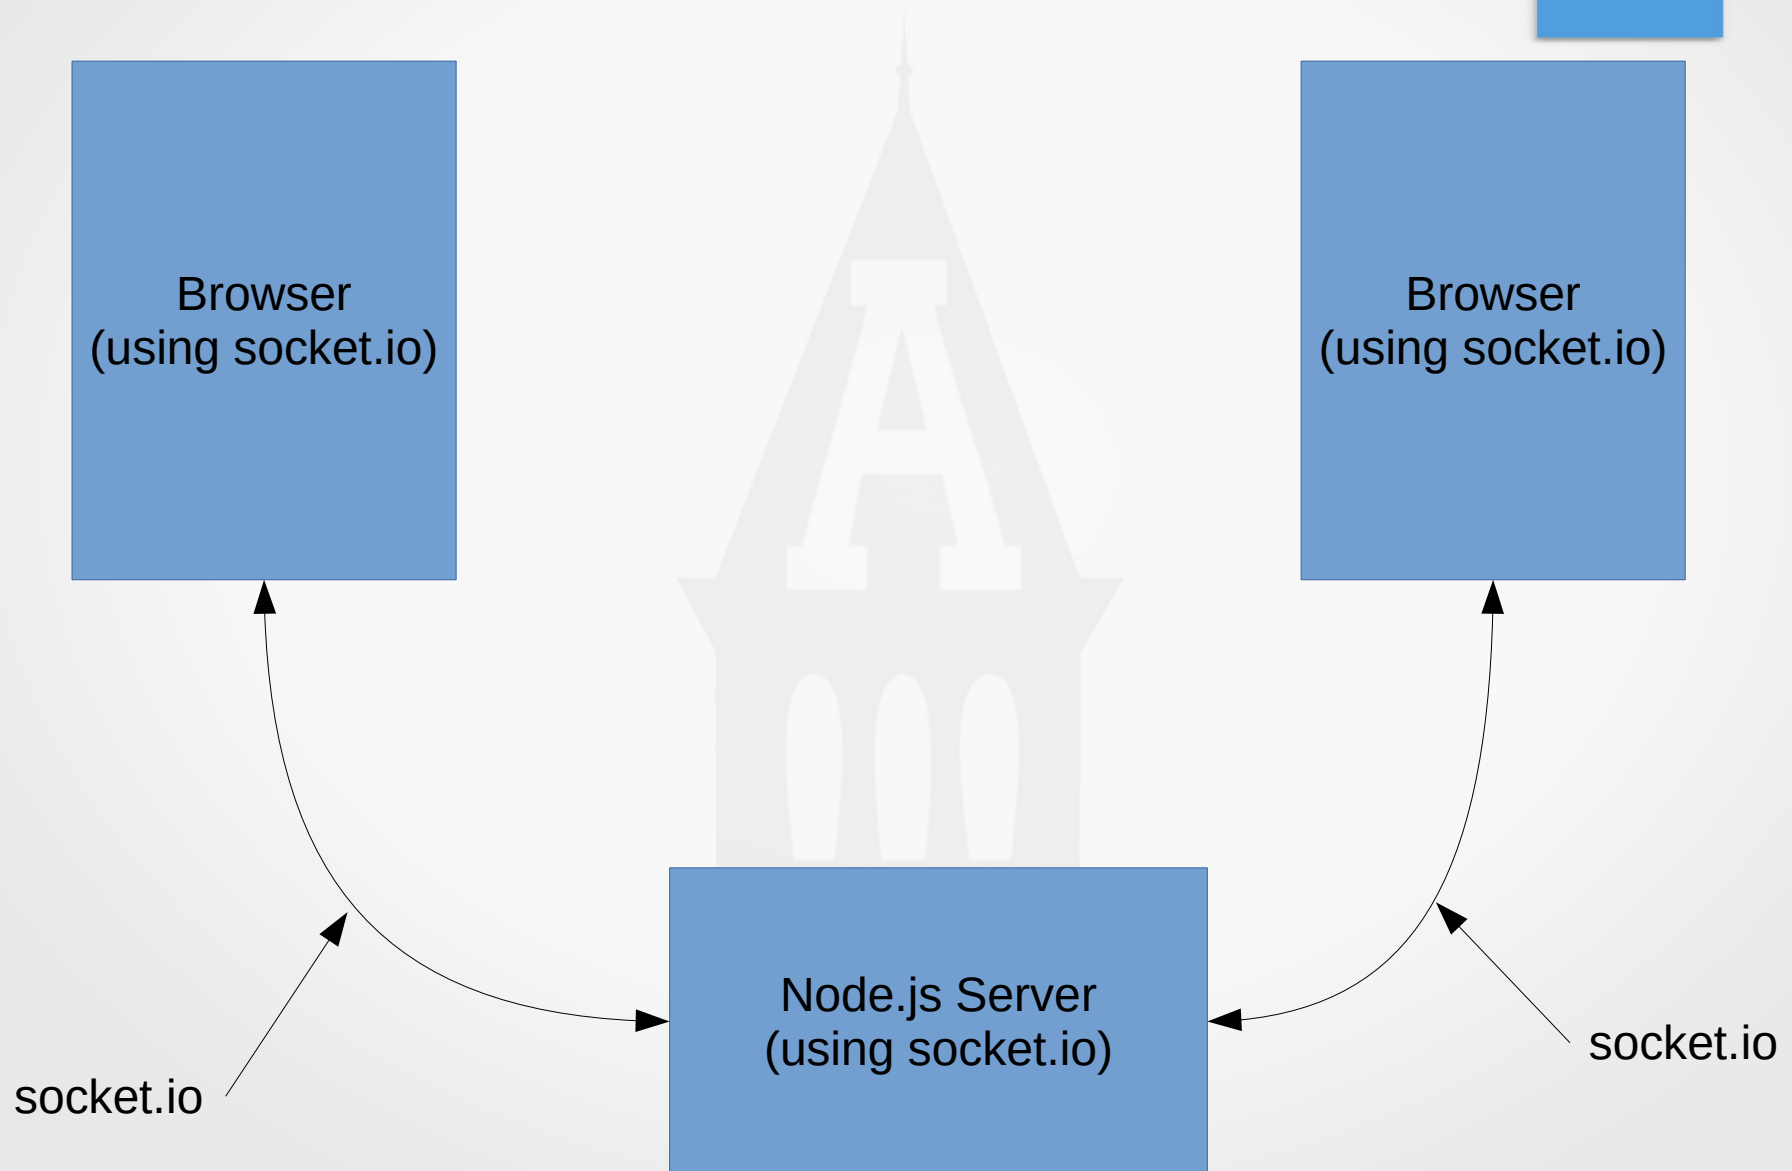 Browser
(using socket.io)
Browser
(using socket.io)
A
Node.js Server
(using socket.io)
socket.io
socket.io